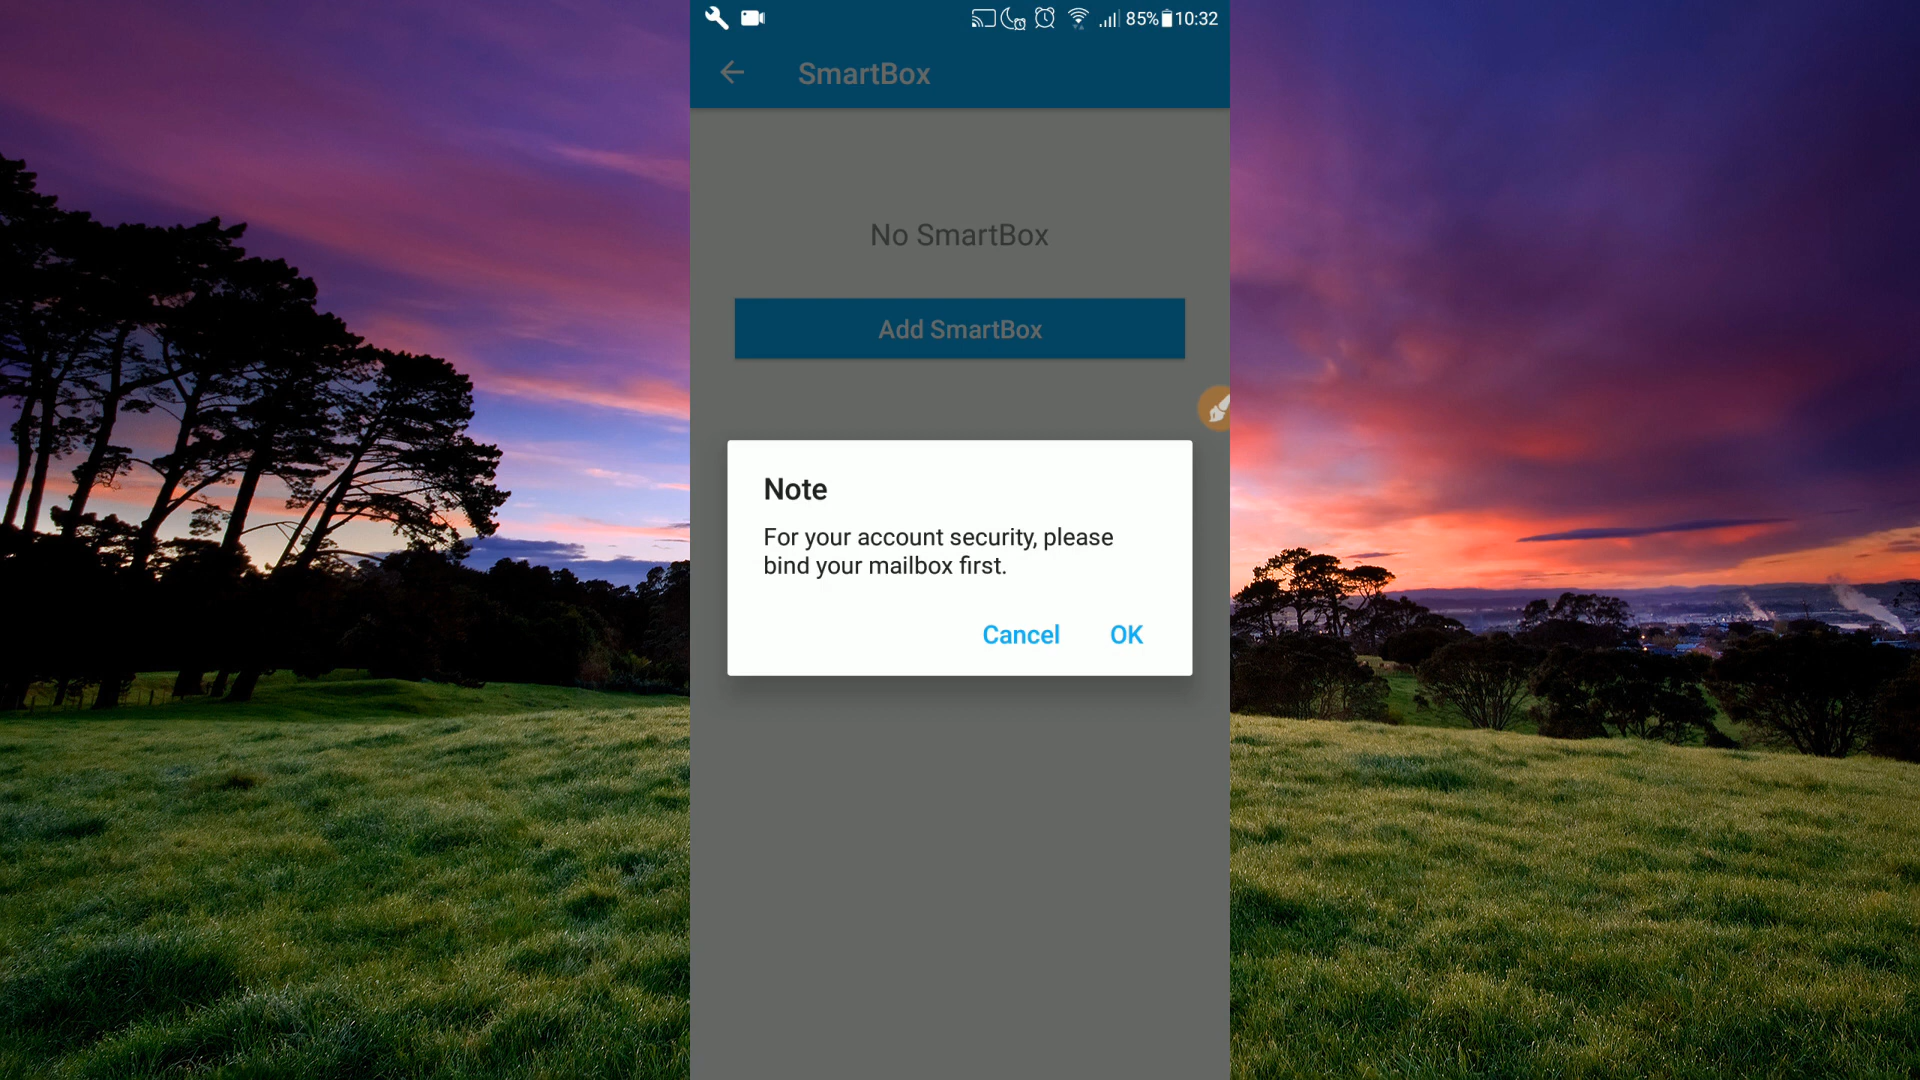 85% 10:32
SmartBox
No SmartBox
Add SmartBox
Note
For your account security, please
bind your mailbox first.
Cancel OK